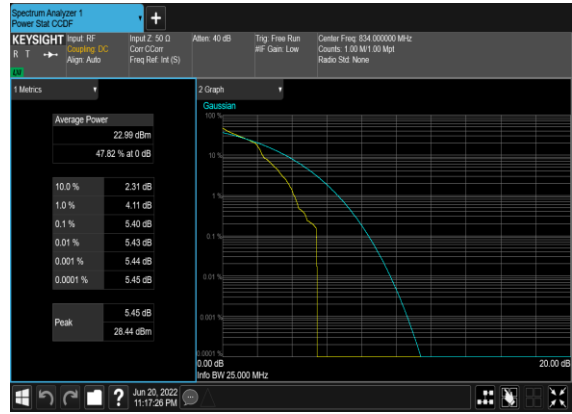 Spectrum Analyzer 1
Power Stat CCDF
KEYSIGHT
R T
LXI
Input: RF
Coupling: DC
Align: Auto
Input Z: 50 Ω
Corr CCorr
Freq Ref: Int (S)
Atten: 40 dB
Trig: Free Run
#IF Gain: Low
Center Freq: 834.000000 MHz
Counts: 1.00 M/1.00 Mpt
Radio Std: None
1 Metrics
Average Power
22.99 dBm
47.82 % at 0 dB
10.0 % 2.31 dB
1.0 % 4.11 dB
0.1 % 5.40 dB
0.01 % 5.43 dB
0.001 % 5.44 dB
0.0001 % 5.45 dB
Peak
5.45 dB
28.44 dBm
2 Graph
Gaussian
100 %
10 %
1 %
0.1 %
0.01 %
0.001 %
0.0001 %
0.00 dB 20.00 dB
Info BW 25.000 MHz
Jun 20, 2022
11:17:26 PM